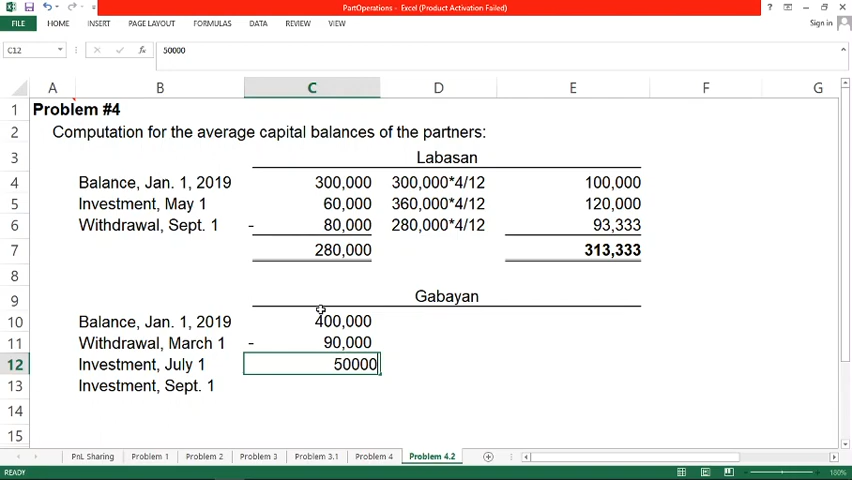 PartOperations - Excel (Product Activation Failed)
FILE HOME INSERT PAGE LAYOUT FORMULAS DATA REVIEW VIEW Sign in
C12 fx 50000
A B C D E F G
1 Problem #4
2 Computation for the average capital balances of the partners:
3 Labasan
4 Balance, Jan. 1, 2019 300,000 300,000*4/12 100,000
5 Investment, May 1 60,000 360,000*4/12 120,000
6 Withdrawal, Sept. 1 - 80,000 280,000*4/12 93,333
7 280,000 313,333
8
9 Gabayan
10 Balance, Jan. 1, 2019 400,000
11 Withdrawal, March 1 - 90,000
12 Investment, July 1 50000
13 Investment, Sept. 1
14
15
PnL Sharing Problem 1 Problem 2 Problem 3 Problem 3.1 Problem 4 Problem 4.2
READY